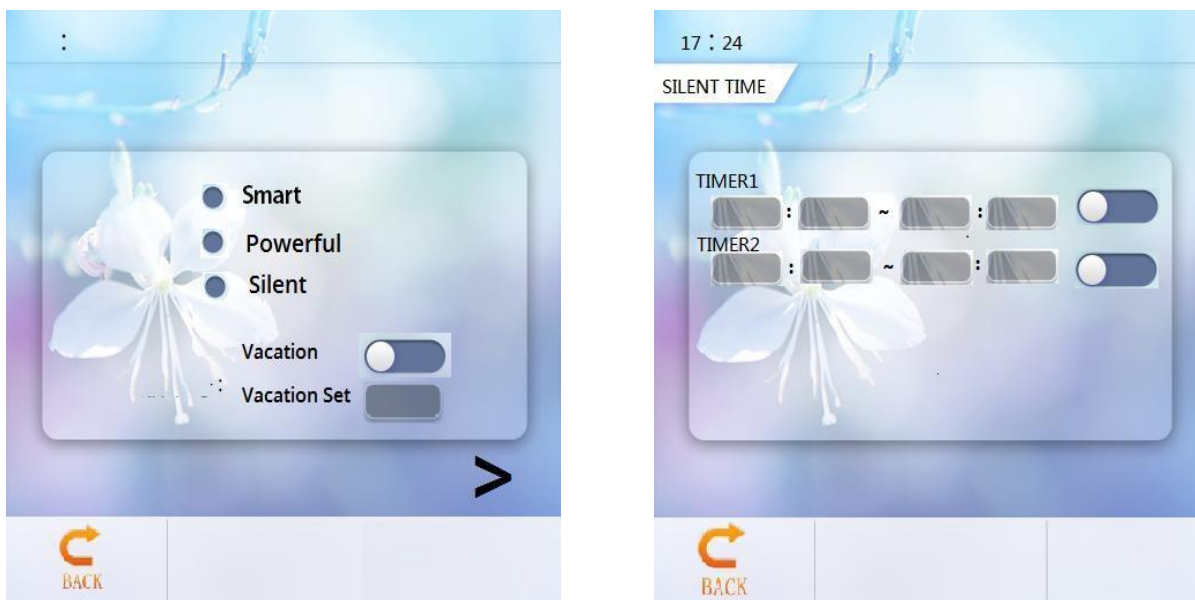 :
Smart
Powerful
Silent
Vacation
Vacation Set
>
BACK
17 : 24
SILENT TIME
TIMER1
: ~ :
TIMER2
: ~ :
BACK